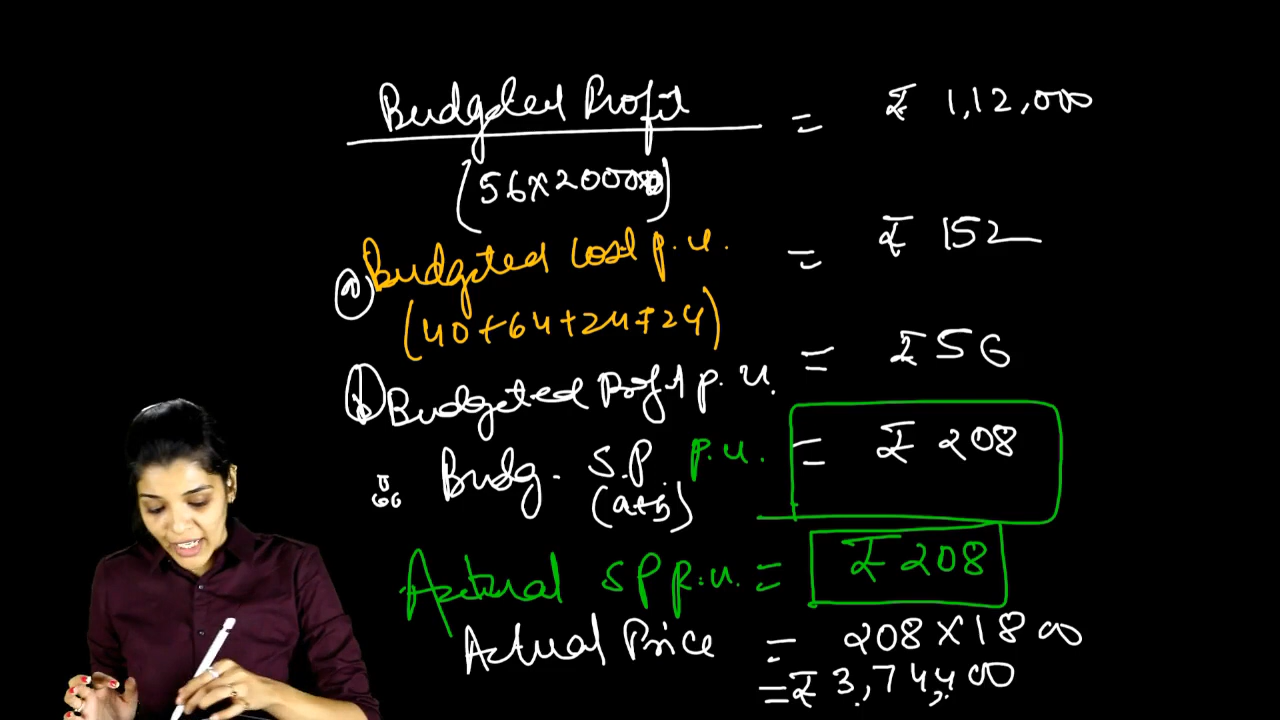 Budgeted Profit = ₹ 1,12,000
(56x2000)
(a) Budgeted Cost p.u. = ₹ 152
(40+64+24+24)
(b) Budgeted Profit p.u. = ₹ 56
∴ Budg. S.P. p.u. = ₹ 208
(a+b)
Actual SP p.u. = ₹ 208
Actual Price = 208 X 1800
= ₹ 3,74,400